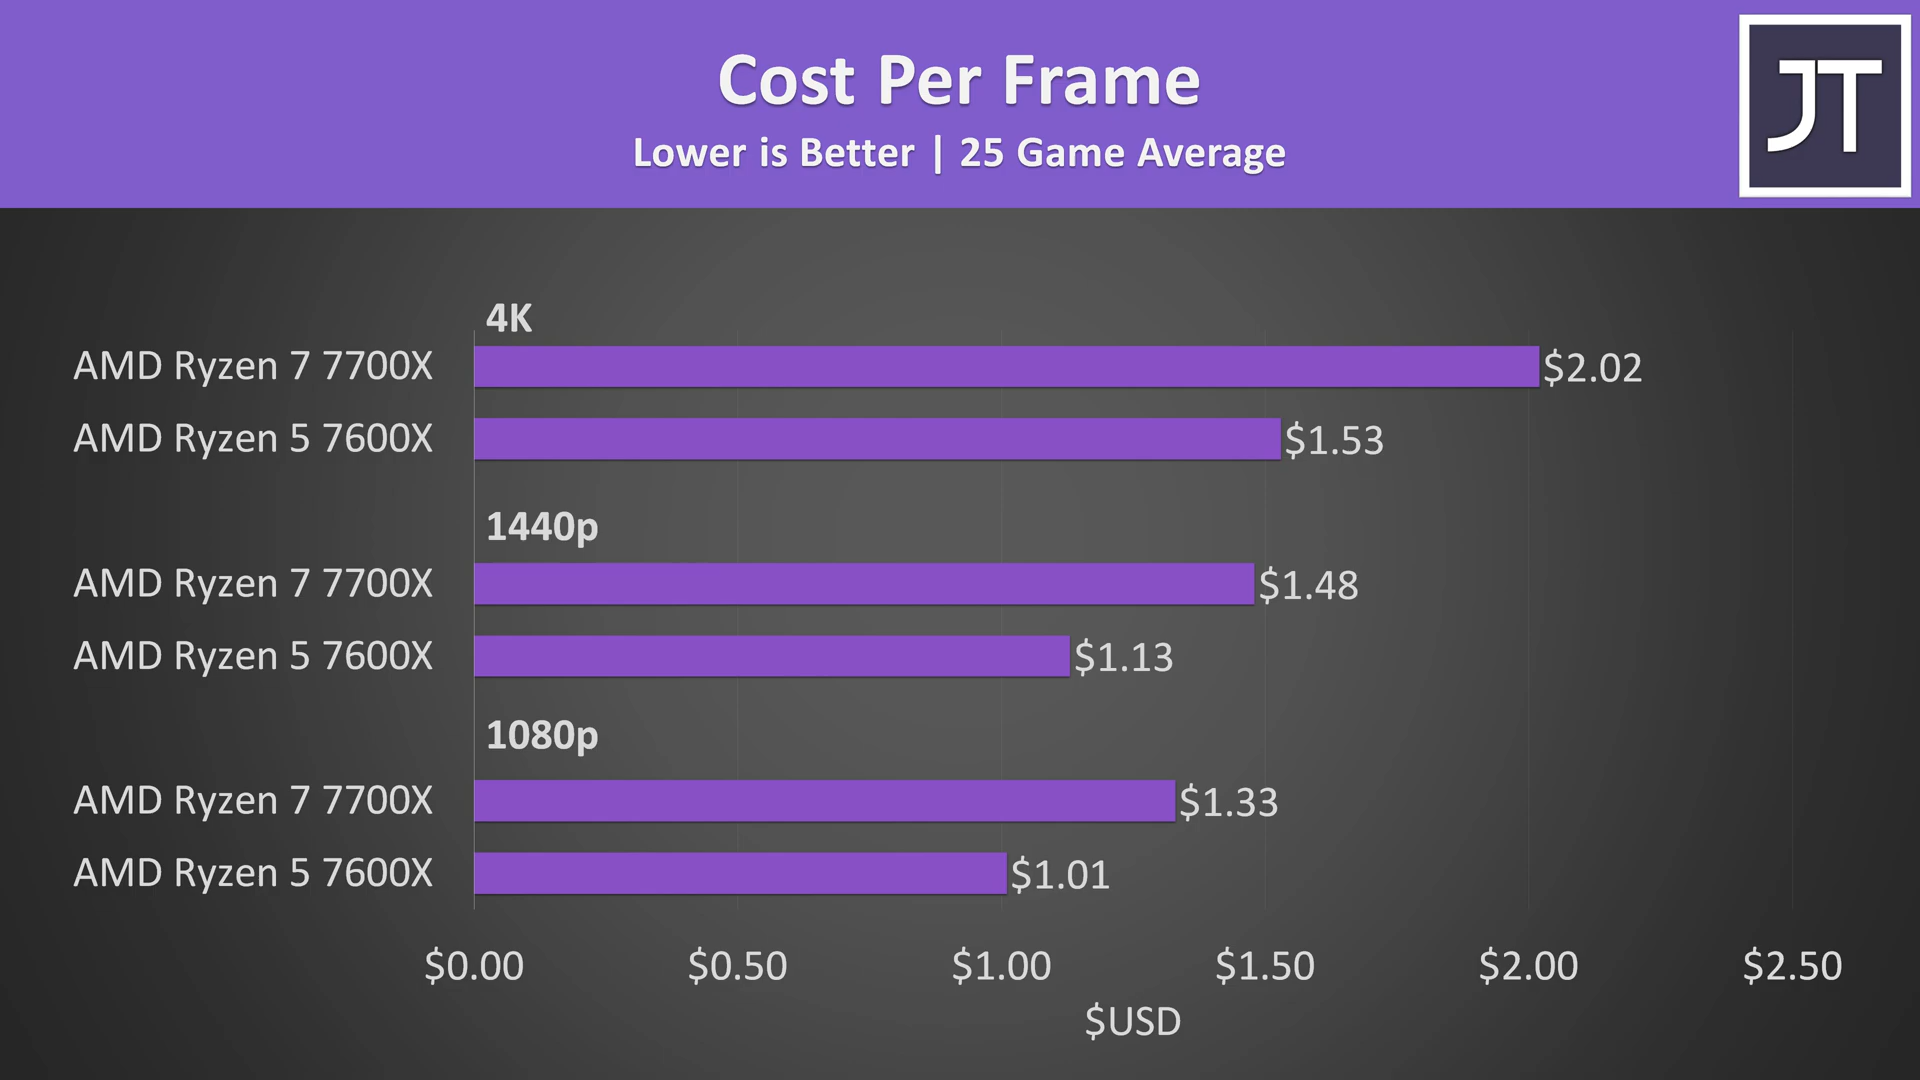 Cost Per Frame
Lower is Better | 25 Game Average
JT
4K
AMD Ryzen 7 7700X $2.02
AMD Ryzen 5 7600X $1.53
1440p
AMD Ryzen 7 7700X $1.48
AMD Ryzen 5 7600X $1.13
1080p
AMD Ryzen 7 7700X $1.33
AMD Ryzen 5 7600X $1.01
$0.00 $0.50 $1.00 $1.50 $2.00 $2.50
$USD